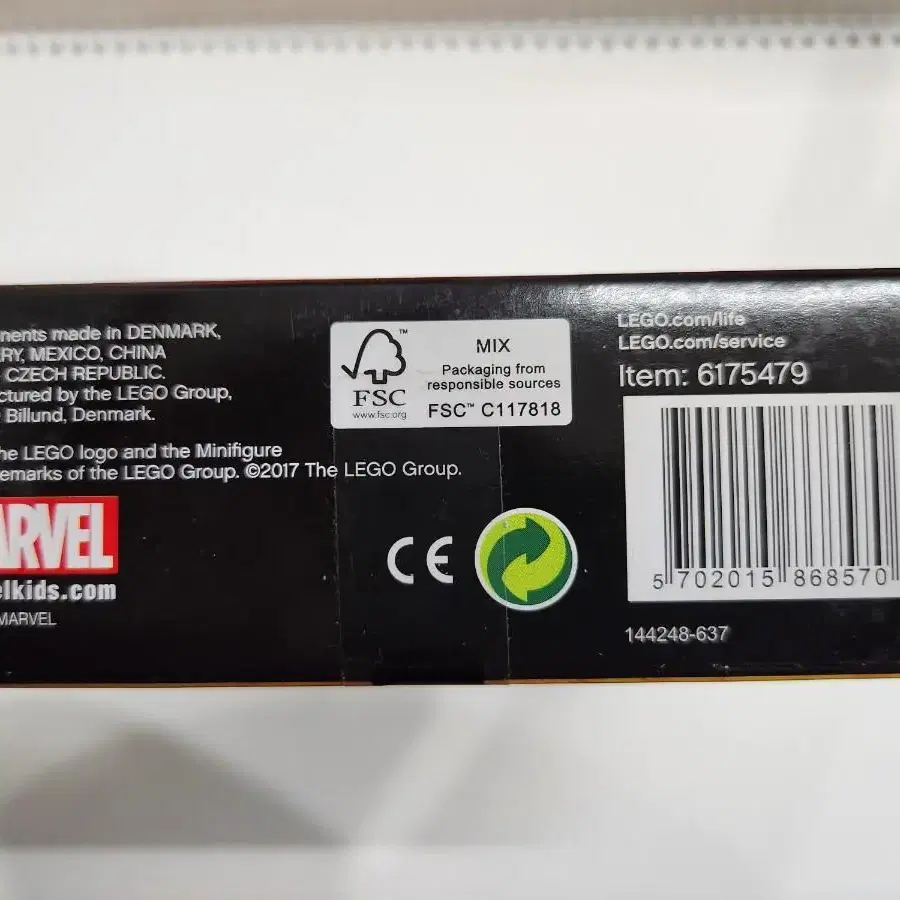 nents made in DENMARK,
RY, MEXICO, CHINA
CZECH REPUBLIC.
ctured by the LEGO Group,
Billund, Denmark.
he LEGO logo and the Minifigure
emarks of the LEGO Group. ©2017 The LEGO Group.
ARVEL
elkids.com
MARVEL
FSC
www.fsc.org
™
MIX
Packaging from
responsible sources
FSC™ C117818
CE
LEGO.com/life
LEGO.com/service
Item: 6175479
5 702015 868570
144248-637